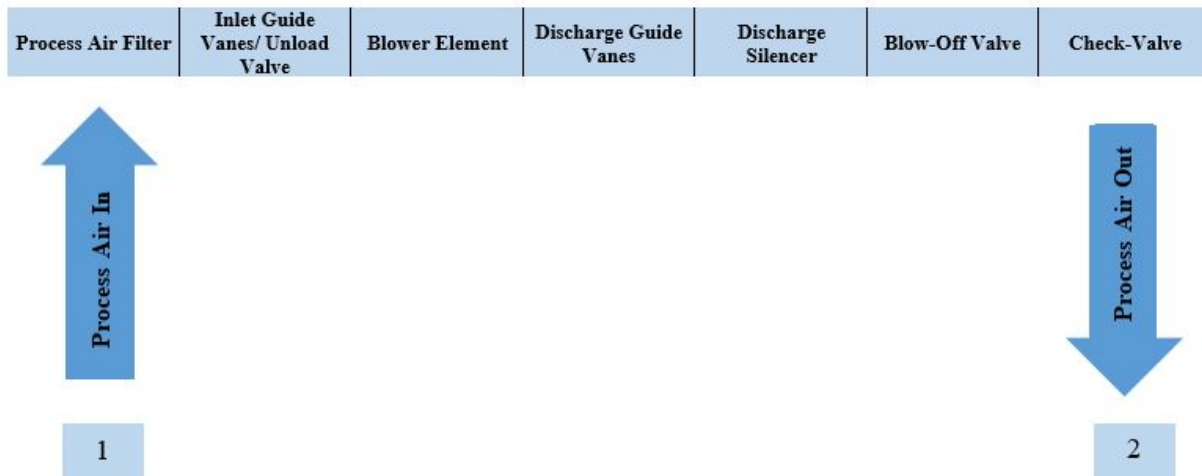 Process Air Filter
Inlet Guide
Vanes/ Unload
Valve
Blower Element
Discharge Guide
Vanes
Discharge
Silencer
Blow-Off Valve
Check-Valve
Process Air In
Process Air Out
1
2